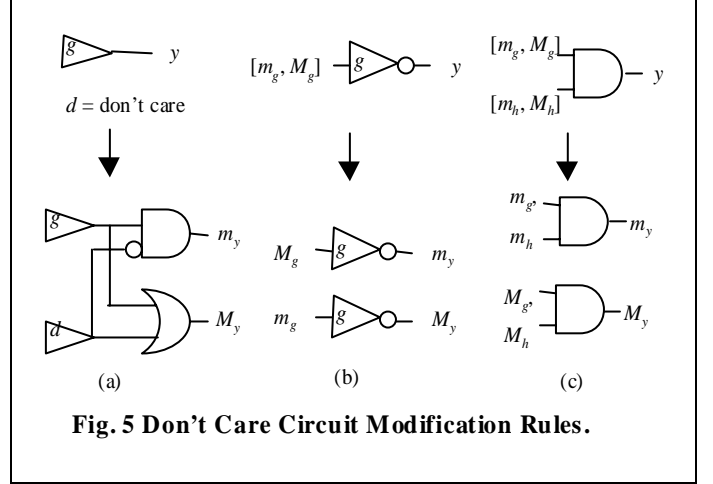 g y
d = don't care
g
m_y
d
M_y
(a)
[m_g, M_g] g y
M_g g m_y
m_g g M_y
(b)
[m_g, M_g]
y
[m_h, M_h]
m_g,
m_y
m_h
M_g,
M_y
M_h
(c)
Fig. 5 Don't Care Circuit Modification Rules.